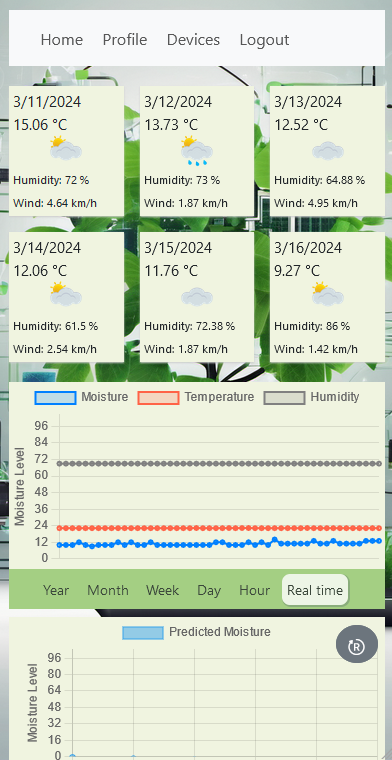 Home Profile Devices Logout
3/11/2024 3/12/2024 3/13/2024
15.06 °C 13.73 °C 12.52 °C
Humidity: 72 % Humidity: 73 % Humidity: 64.88 %
Wind: 4.64 km/h Wind: 1.87 km/h Wind: 4.95 km/h
3/14/2024 3/15/2024 3/16/2024
12.06 °C 11.76 °C 9.27 °C
Humidity: 61.5 % Humidity: 72.38 % Humidity: 86 %
Wind: 2.54 km/h Wind: 1.87 km/h Wind: 1.42 km/h
Moisture Temperature Humidity
Moisture Level
96
84
72
60
48
36
24
12
0
Year Month Week Day Hour Real time
Predicted Moisture
R
Moisture Level
96
80
64
48
32
16
0